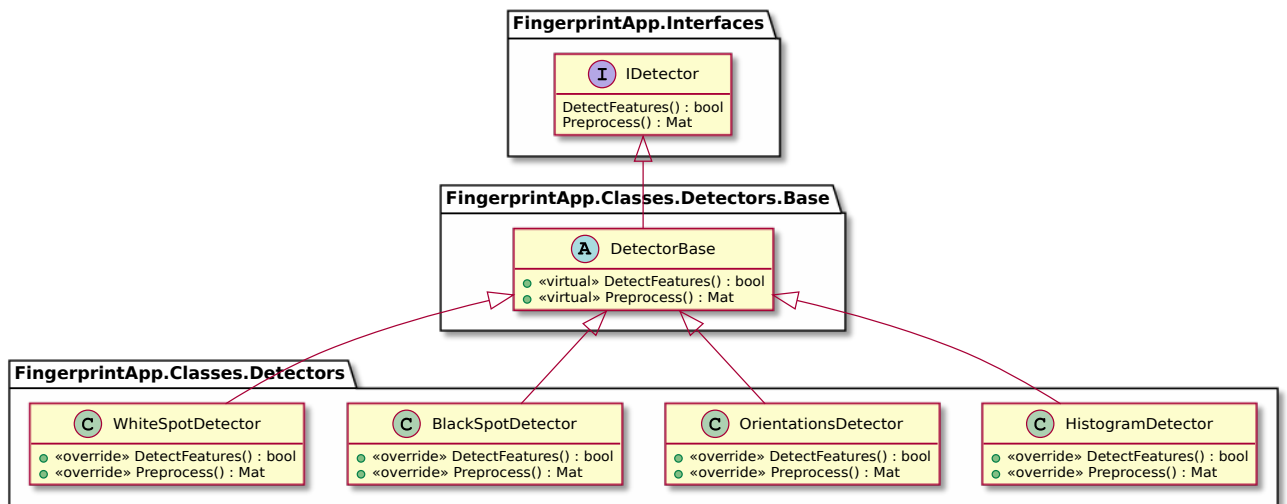 FingerprintApp.Interfaces
I IDetector
DetectFeatures() : bool
Preprocess() : Mat
FingerprintApp.Classes.Detectors.Base
A DetectorBase
«virtual» DetectFeatures() : bool
«virtual» Preprocess() : Mat
FingerprintApp.Classes.Detectors
C WhiteSpotDetector
«override» DetectFeatures() : bool
«override» Preprocess() : Mat
C BlackSpotDetector
«override» DetectFeatures() : bool
«override» Preprocess() : Mat
C OrientationsDetector
«override» DetectFeatures() : bool
«override» Preprocess() : Mat
C HistogramDetector
«override» DetectFeatures() : bool
«override» Preprocess() : Mat